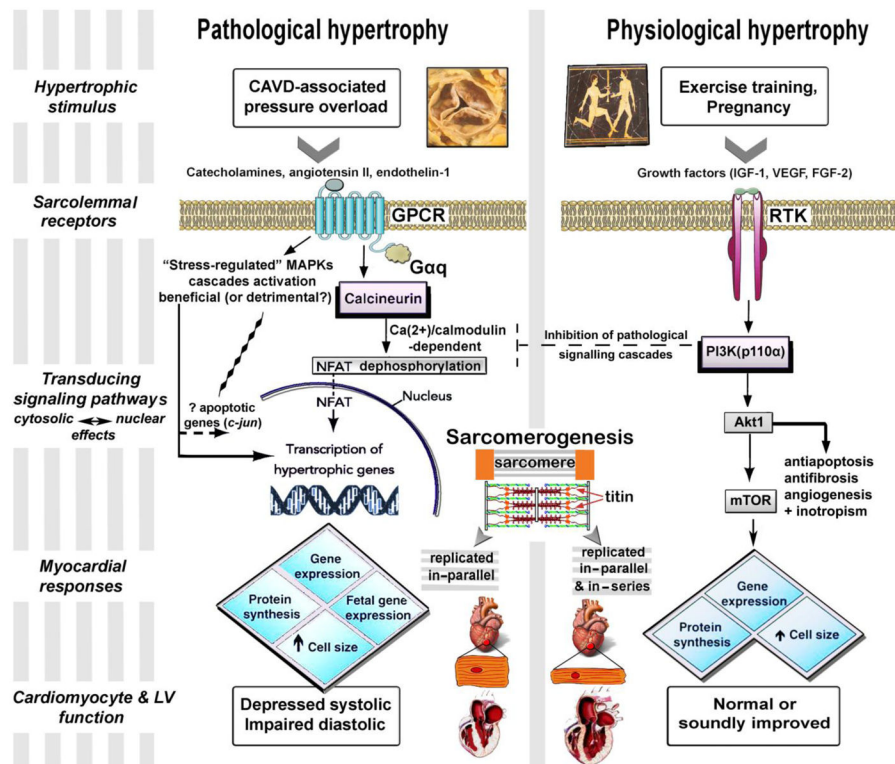 Pathological hypertrophy
Physiological hypertrophy
Hypertrophic
stimulus
CAVD-associated
pressure overload
Exercise training,
Pregnancy
Catecholamines, angiotensin II, endothelin-1
Growth factors (IGF-1, VEGF, FGF-2)
Sarcolemmal
receptors
GPCR
RTK
Gαq
"Stress-regulated" MAPKs
cascades activation
beneficial (or detrimental?)
Calcineurin
Ca(2+)/calmodulin
-dependent
Inhibition of pathological
signalling cascades
PI3K(p110α)
NFAT dephosphorylation
Transducing
signaling pathways
cytosolic nuclear
effects
? apoptotic
genes (c-jun)
NFAT
Nucleus
Transcription of
hypertrophic genes
Akt1
antiapoptosis
antifibrosis
angiogenesis
+ inotropism
mTOR
Sarcomerogenesis
sarcomere
titin
replicated
in-parallel
replicated
in-parallel
& in-series
Myocardial
responses
Gene
expression
Protein
synthesis
Fetal gene
expression
Cell size
Gene
expression
Protein
synthesis
Cell size
Cardiomyocyte & LV
function
Depressed systolic
Impaired diastolic
Normal or
soundly improved